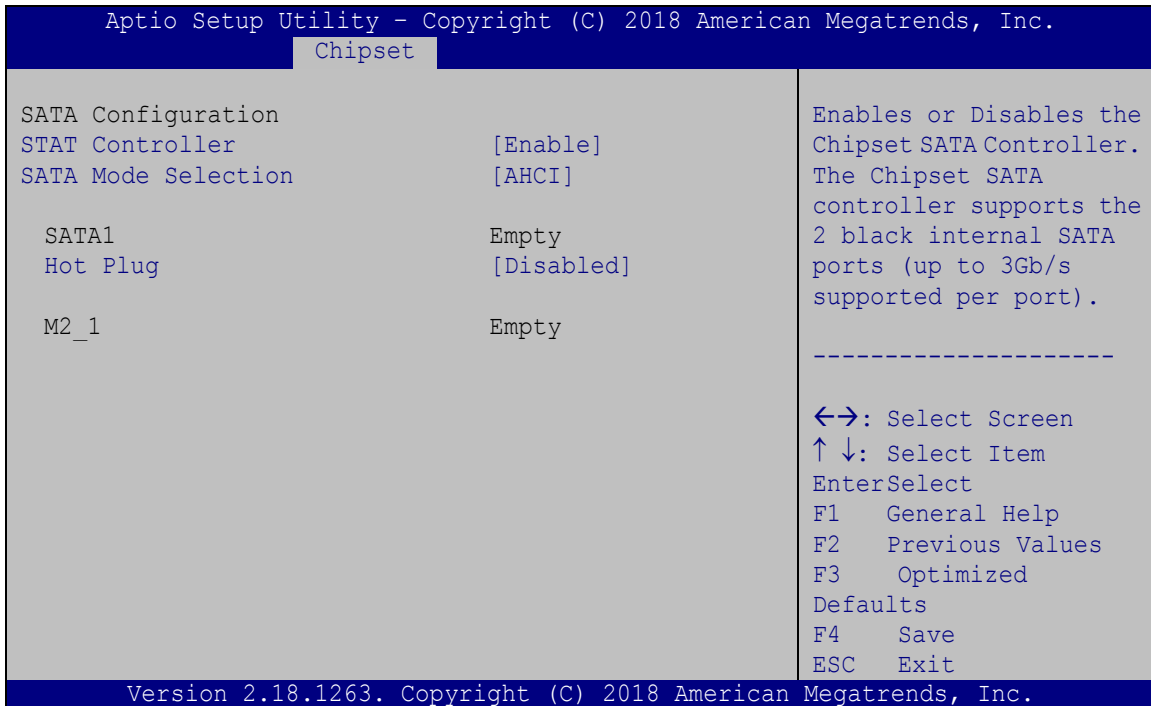 Aptio Setup Utility – Copyright (C) 2018 American Megatrends, Inc.
Chipset
SATA Configuration
STAT Controller [Enable]
SATA Mode Selection [AHCI]
SATA1 Empty
Hot Plug [Disabled]
M2_1 Empty
Enables or Disables the
Chipset SATA Controller.
The Chipset SATA
controller supports the
2 black internal SATA
ports (up to 3Gb/s
supported per port).
---------------------
←→: Select Screen
↑ ↓: Select Item
EnterSelect
F1 General Help
F2 Previous Values
F3 Optimized
Defaults
F4 Save
ESC Exit
Version 2.18.1263. Copyright (C) 2018 American Megatrends, Inc.